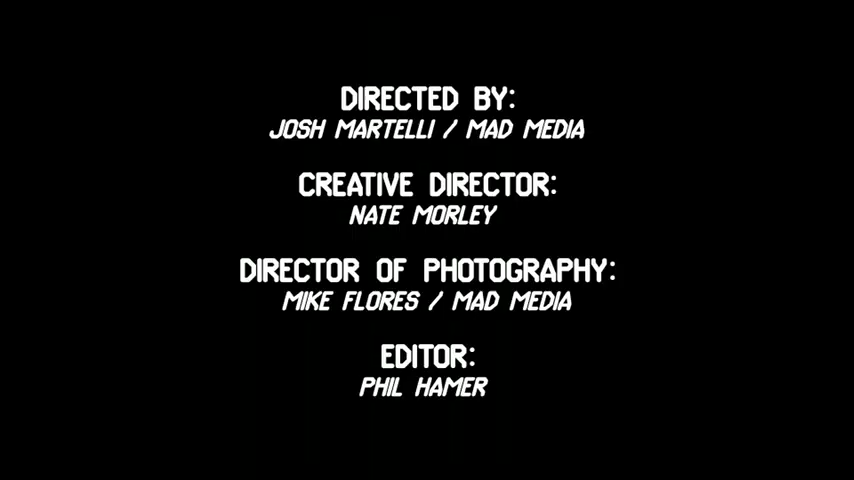 DIRECTED BY:
JOSH MARTELLI / MAD MEDIA
CREATIVE DIRECTOR:
NATE MORLEY
DIRECTOR OF PHOTOGRAPHY:
MIKE FLORES / MAD MEDIA
EDITOR:
PHIL HAMER